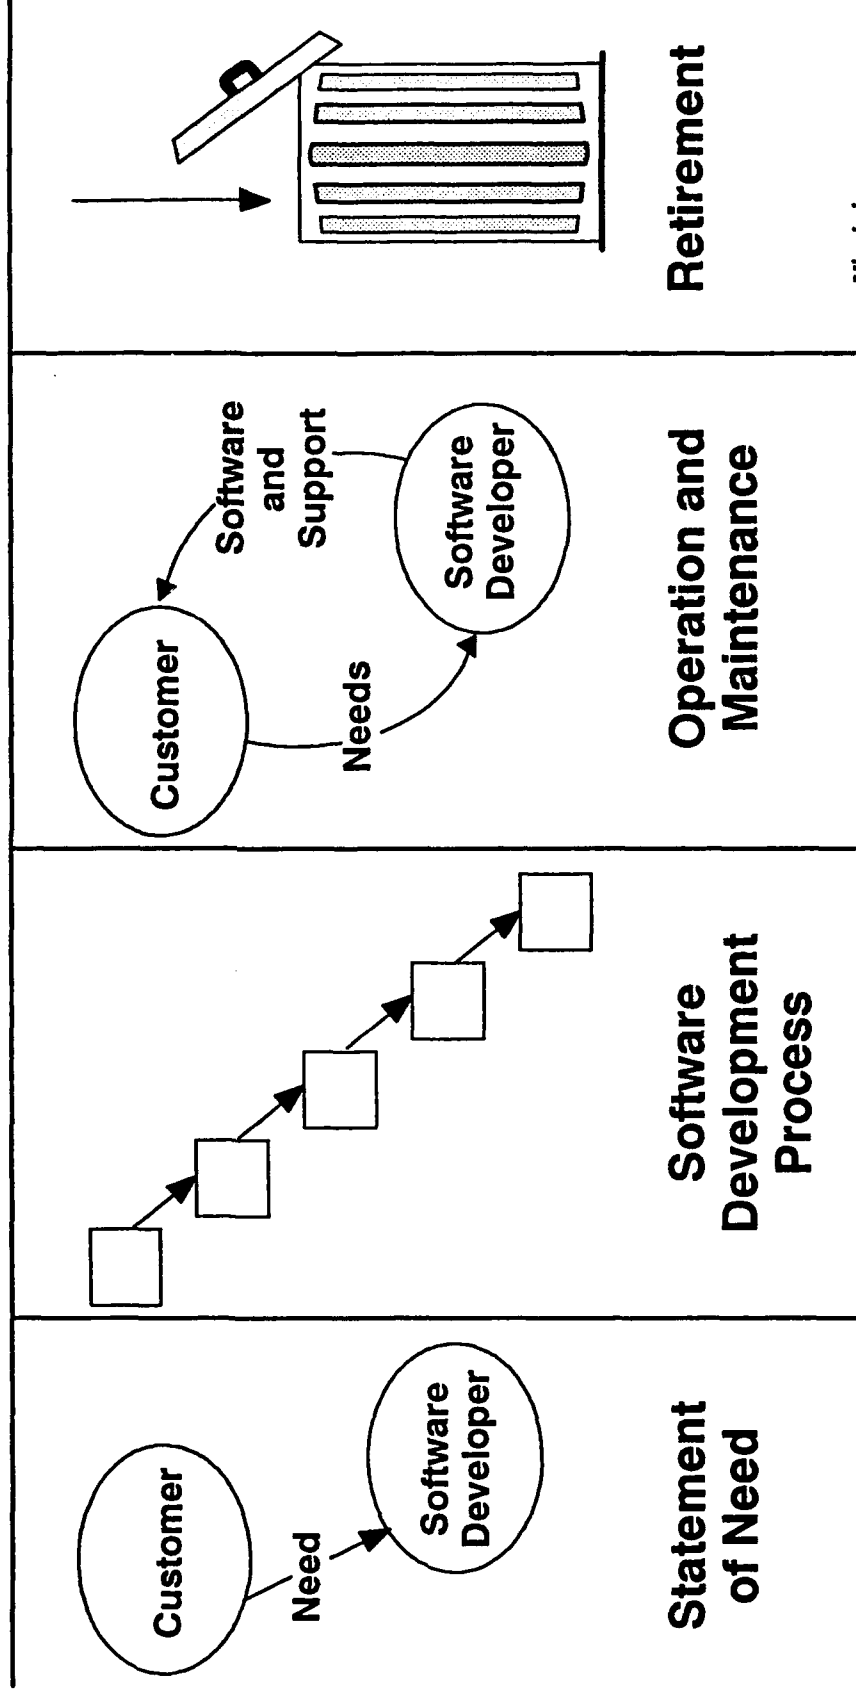 Customer
Need
Software
Developer
Statement
of Need
Software
Development
Process
Customer
Software
and
Support
Needs
Software
Developer
Operation and
Maintenance
Retirement